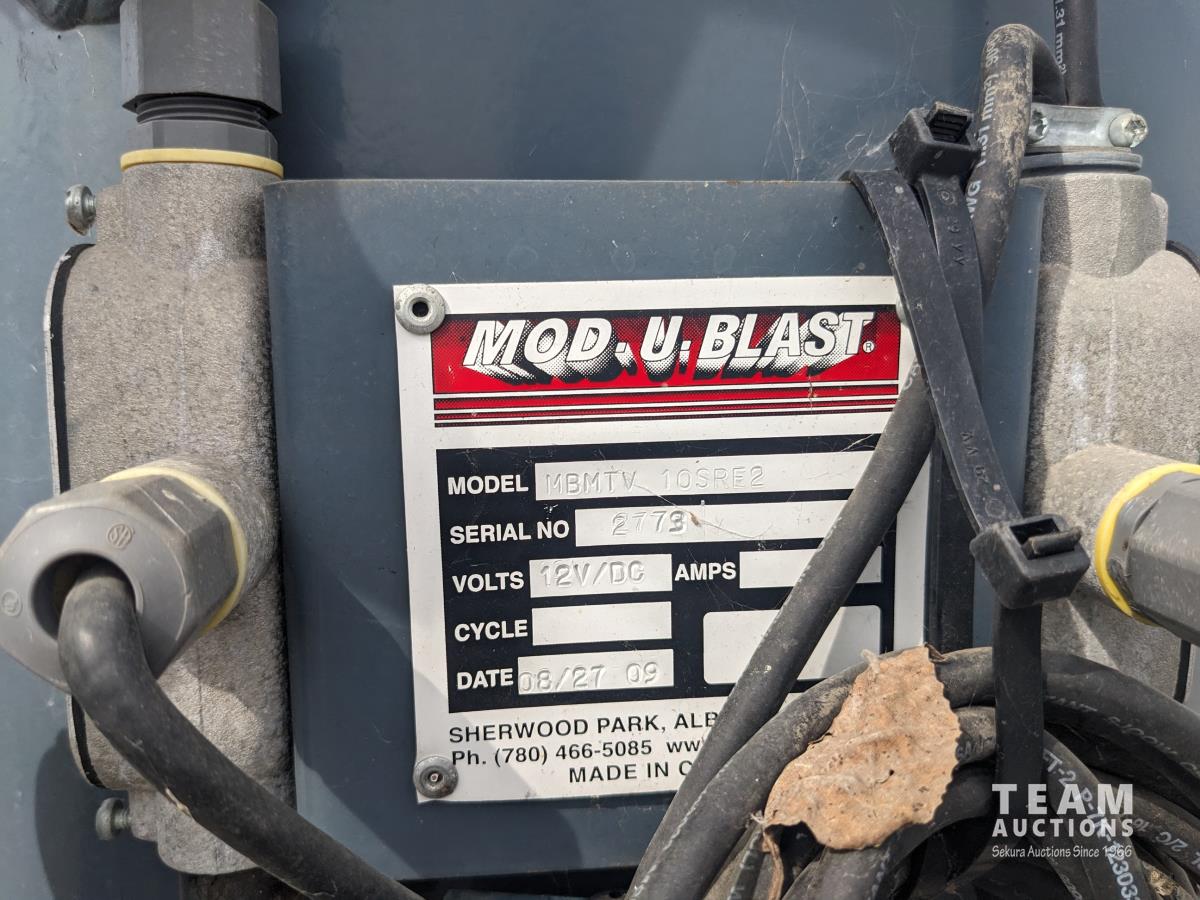 MOD.U.BLAST®
MODEL MBMTV 10SRE2
SERIAL NO 2773
VOLTS 12V/DC AMPS
CYCLE
DATE 08/27 09
SHERWOOD PARK, ALB
Ph. (780) 466-5085 www
MADE IN C
TEAM
AUCTIONS
Sekura Auctions Since 1966